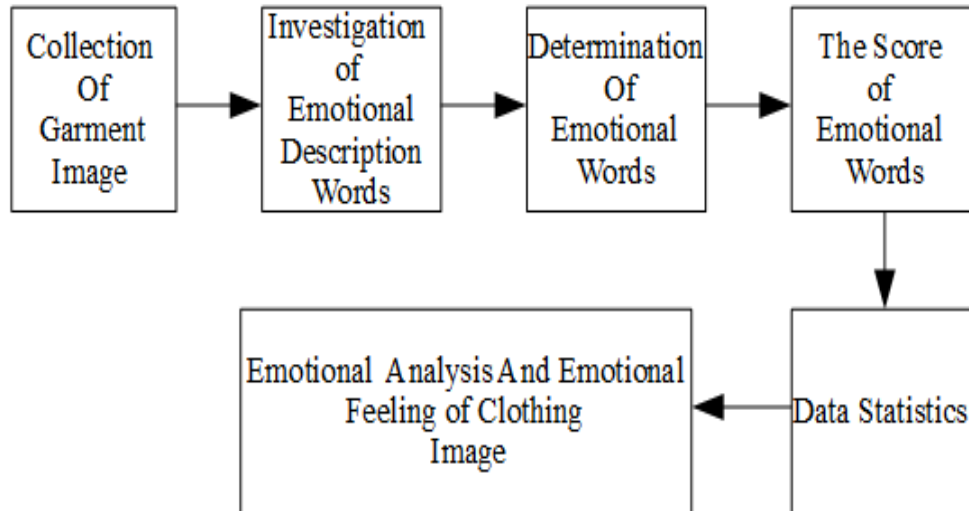 Collection
Of
Garment
Image
Investigation
of
Emotional
Description
Words
Determination
Of
Emotional
Words
The Score
of
Emotional
Words
Emotional Analysis And Emotional
Feeling of Clothing
Image
Data Statistics